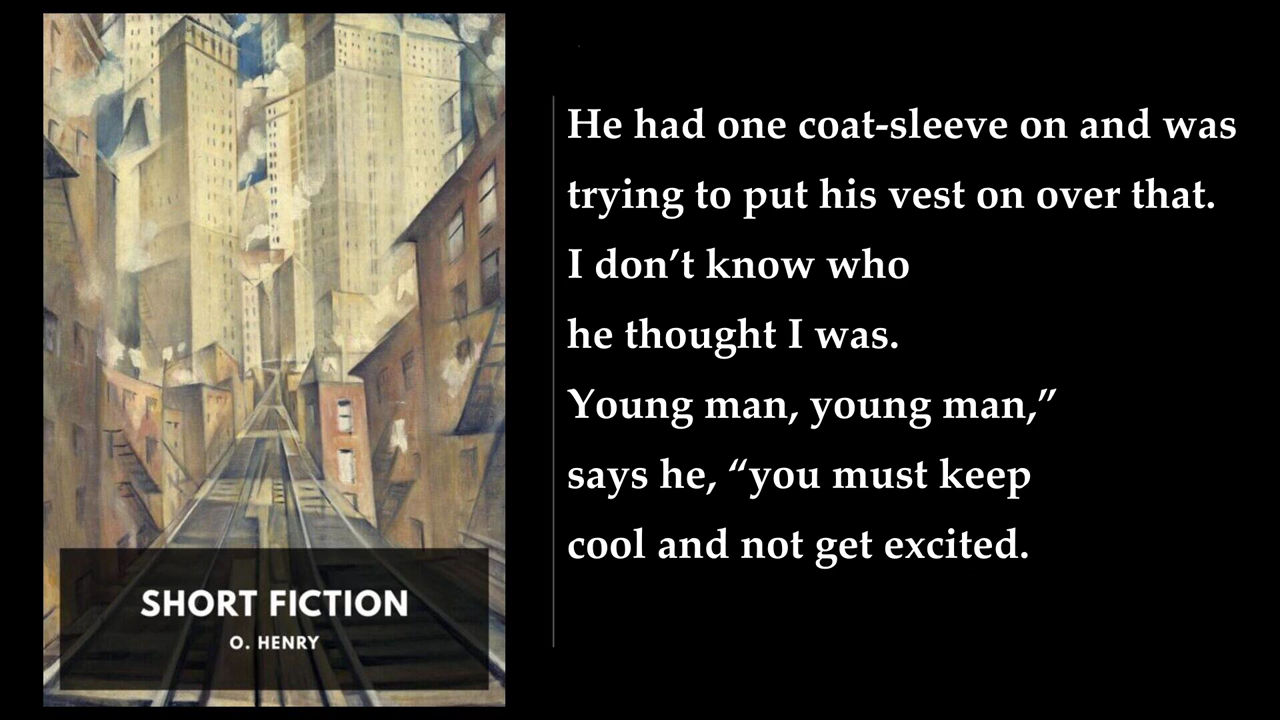 He had one coat-sleeve on and was
trying to put his vest on over that.
I don’t know who
he thought I was.
Young man, young man,”
says he, “you must keep
cool and not get excited.
SHORT FICTION
O. HENRY